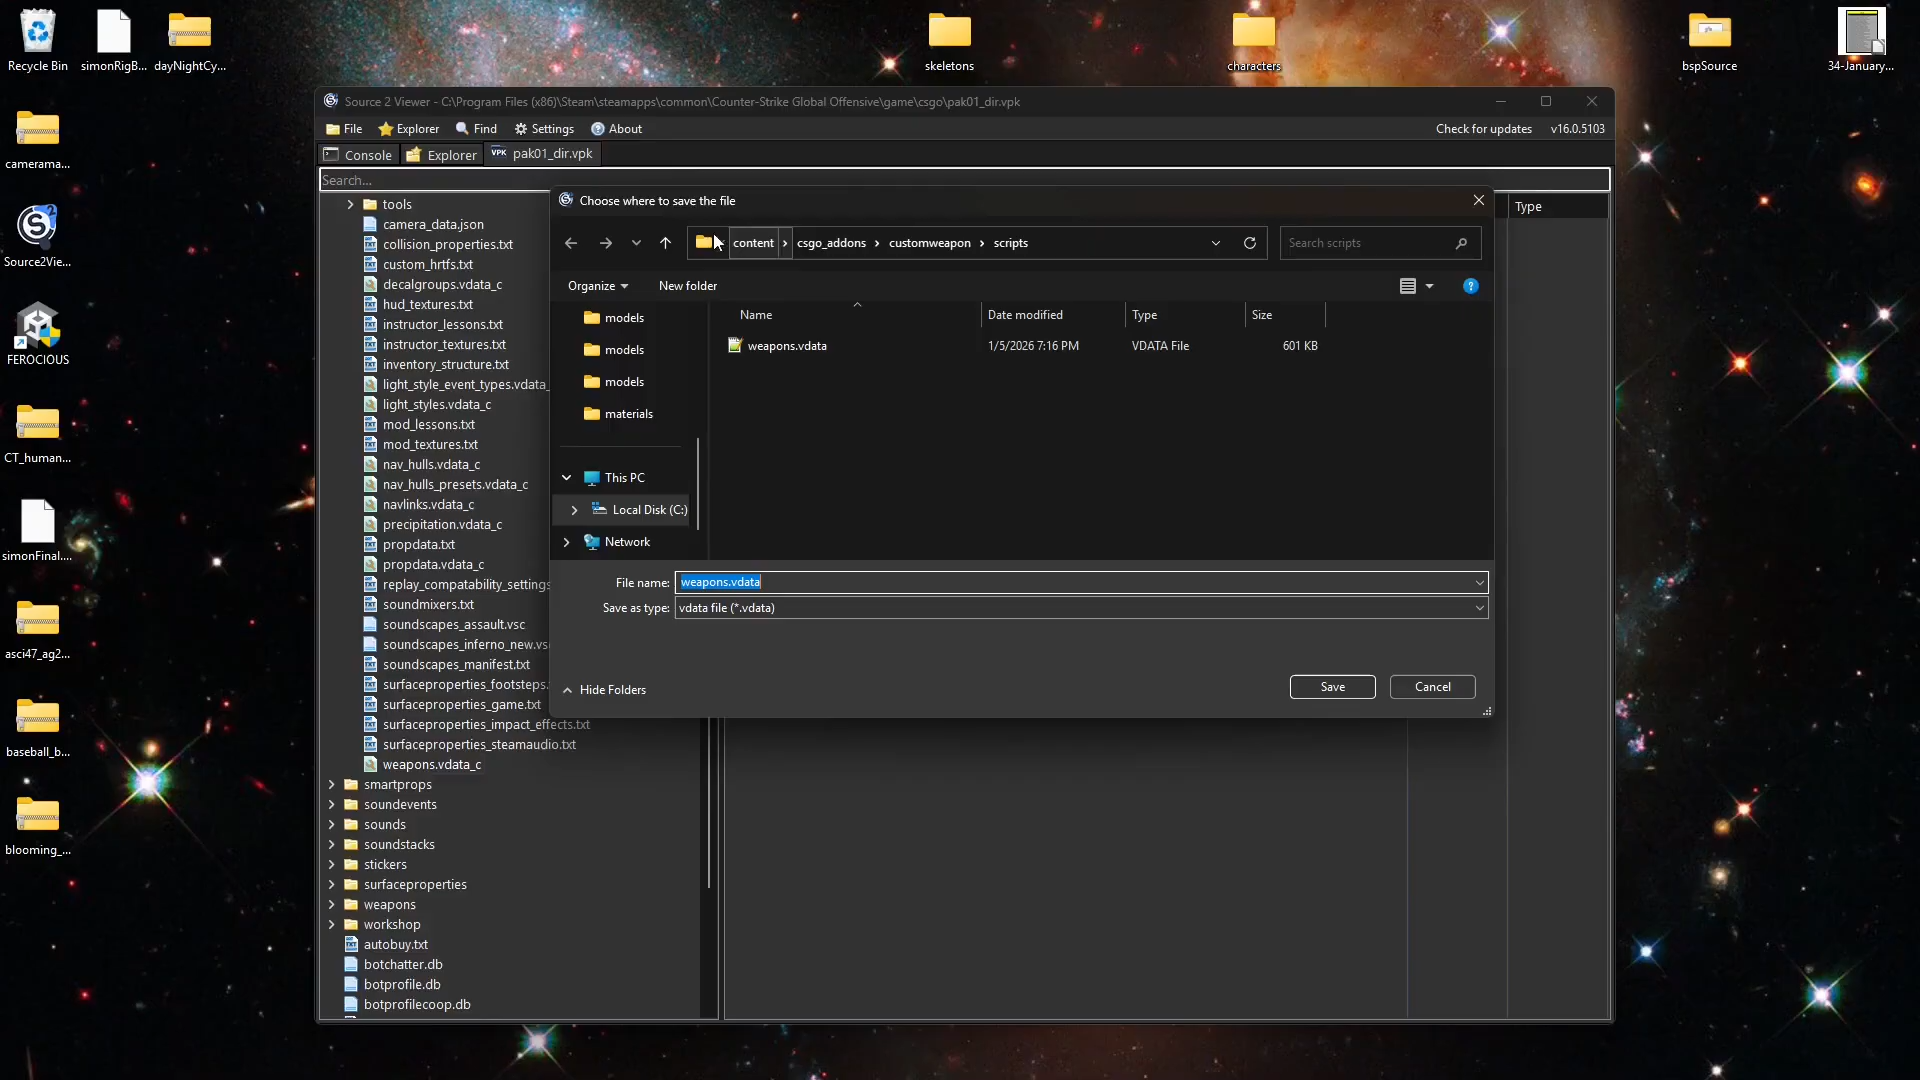 Recycle Bin
simonRigB...
dayNightCy...
skeletons
characters
bspSource
34-January...
camerama...
Source2Vie...
FEROCIOUS
CT_human...
simonFinal....
asci47_ag2...
baseball_b...
blooming_...
Source 2 Viewer - C:\Program Files (x86)\Steam\steamapps\common\Counter-Strike Global Offensive\game\csgo\pak01_dir.vpk
File
Explorer
Find
Settings
About
Check for updates
v16.0.5103
Console
Explorer
VPK pak01_dir.vpk
Search...
Type
tools
camera_data.json
collision_properties.txt
custom_hrtfs.txt
decalgroups.vdata_c
hud_textures.txt
instructor_lessons.txt
instructor_textures.txt
inventory_structure.txt
light_style_event_types.vdata_
light_styles.vdata_c
mod_lessons.txt
mod_textures.txt
nav_hulls.vdata_c
nav_hulls_presets.vdata_c
navlinks.vdata_c
precipitation.vdata_c
propdata.txt
propdata.vdata_c
replay_compatability_settings
soundmixers.txt
soundscapes_assault.vsc
soundscapes_inferno_new.vs
soundscapes_manifest.txt
surfaceproperties_footsteps.
surfaceproperties_game.txt
surfaceproperties_impact_effects.txt
surfaceproperties_steamaudio.txt
weapons.vdata_c
smartprops
soundevents
sounds
soundstacks
stickers
surfaceproperties
weapons
workshop
autobuy.txt
botchatter.db
botprofile.db
botprofilecoop.db
Choose where to save the file
content › csgo_addons › customweapon › scripts
Search scripts
Organize
New folder
models
models
models
materials
This PC
Local Disk (C:)
Network
Name
Date modified
Type
Size
weapons.vdata
1/5/2026 7:16 PM
VDATA File
601 KB
File name: weapons.vdata
Save as type: vdata file (*.vdata)
Hide Folders
Save
Cancel